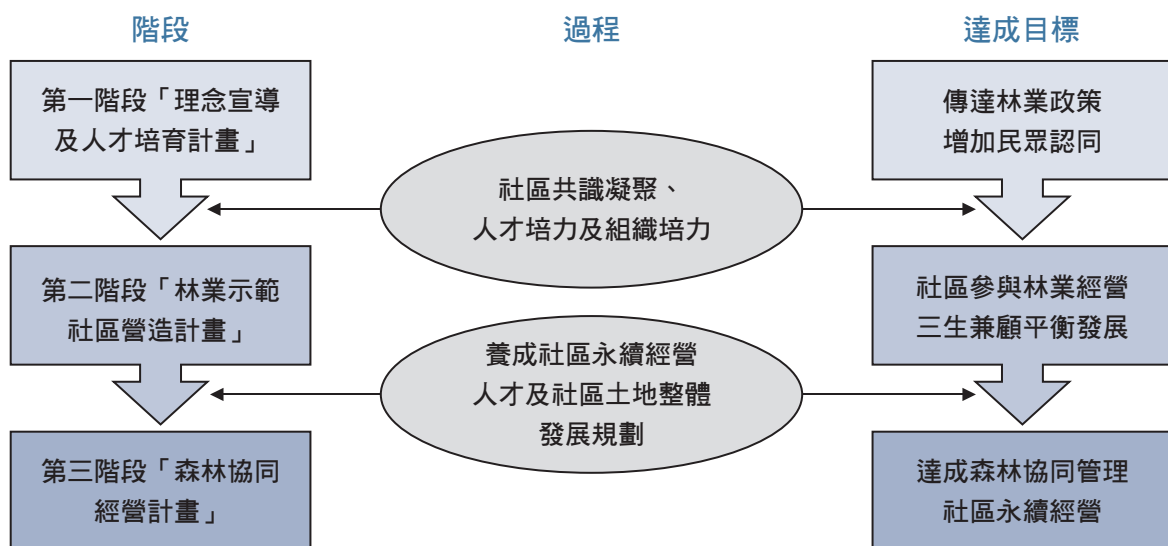 階段
過程
達成目標
第一階段「理念宣導
及人才培育計畫」
社區共識凝聚、
人才培力及組織培力
傳達林業政策
增加民眾認同
第二階段「林業示範
社區營造計畫」
養成社區永續經營
人才及社區土地整體
發展規劃
社區參與林業經營
三生兼顧平衡發展
第三階段「森林協同
經營計畫」
達成森林協同管理
社區永續經營